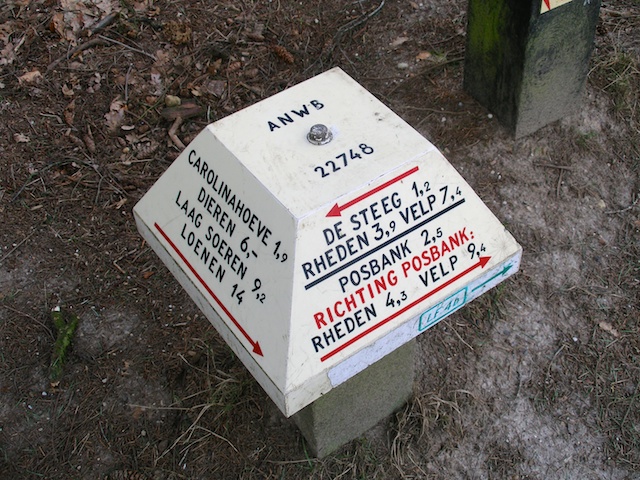 ANWB
22748
CAROLINAHOEVE 1,9
DIEREN 6,-
LAAG SOEREN 9,2
LOENEN 14
DE STEEG 1,2
RHEDEN 3,9 VELP 7,4
POSBANK 2,5
RICHTING POSBANK:
RHEDEN 4,3 VELP 9,4
LF4b